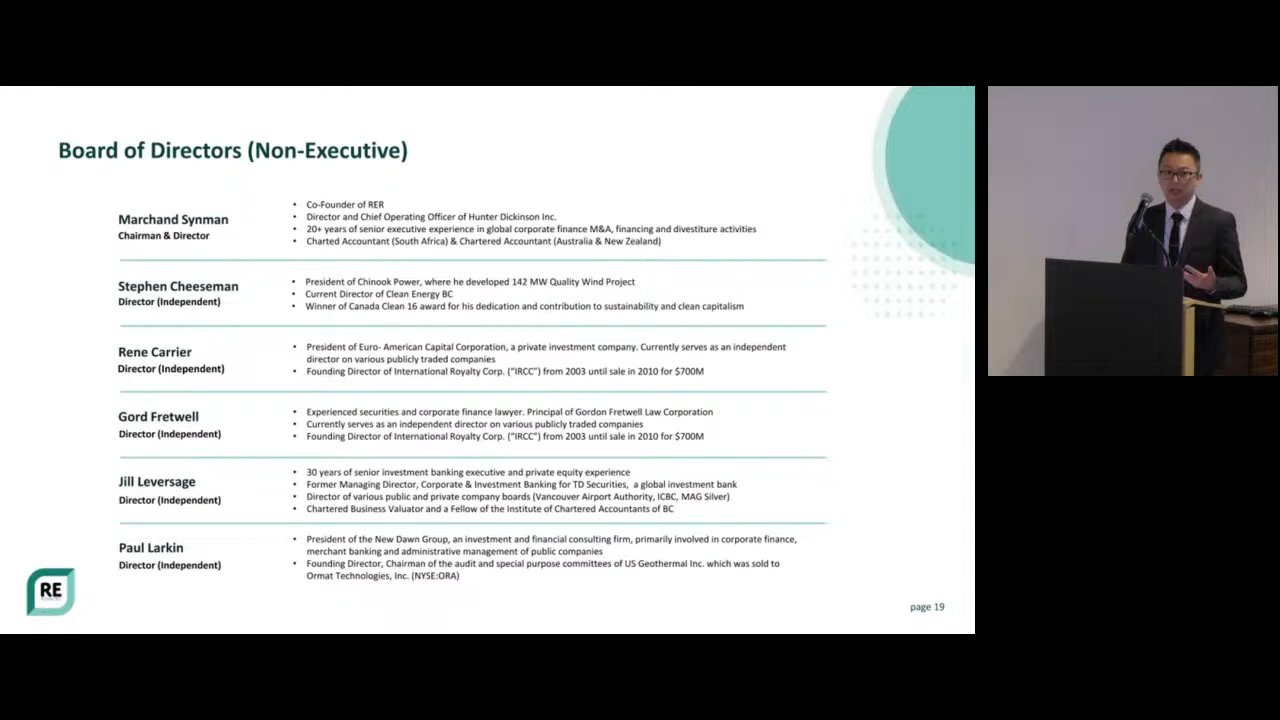 Board of Directors (Non-Executive)
Marchand Synman
Chairman & Director
• Co-Founder of RER
• Director and Chief Operating Officer of Hunter Dickinson Inc.
• 20+ years of senior executive experience in global corporate finance M&A, financing and divestiture activities
• Charted Accountant (South Africa) & Chartered Accountant (Australia & New Zealand)
Stephen Cheeseman
Director (Independent)
• President of Chinook Power, where he developed 142 MW Quality Wind Project
• Current Director of Clean Energy BC
• Winner of Canada Clean 16 award for his dedication and contribution to sustainability and clean capitalism
Rene Carrier
Director (Independent)
• President of Euro- American Capital Corporation, a private investment company. Currently serves as an independent
director on various publicly traded companies
• Founding Director of International Royalty Corp. ("IRCC") from 2003 until sale in 2010 for $700M
Gord Fretwell
Director (Independent)
• Experienced securities and corporate finance lawyer. Principal of Gordon Fretwell Law Corporation
• Currently serves as an independent director on various publicly traded companies
• Founding Director of International Royalty Corp. ("IRCC") from 2003 until sale in 2010 for $700M
Jill Leversage
Director (Independent)
• 30 years of senior investment banking executive and private equity experience
• Former Managing Director, Corporate & Investment Banking for TD Securities, a global investment bank
• Director of various public and private company boards (Vancouver Airport Authority, ICBC, MAG Silver)
• Chartered Business Valuator and a Fellow of the Institute of Chartered Accountants of BC
Paul Larkin
Director (Independent)
• President of the New Dawn Group, an investment and financial consulting firm, primarily involved in corporate finance,
merchant banking and administrative management of public companies
• Founding Director, Chairman of the audit and special purpose committees of US Geothermal Inc. which was sold to
Ormat Technologies, Inc. (NYSE:ORA)
RE
page 19